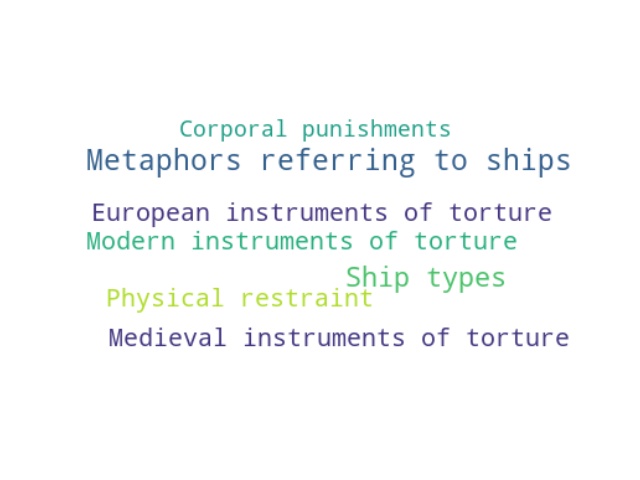 Corporal punishments
Metaphors referring to ships
European instruments of torture
Modern instruments of torture
Ship types
Physical restraint
Medieval instruments of torture